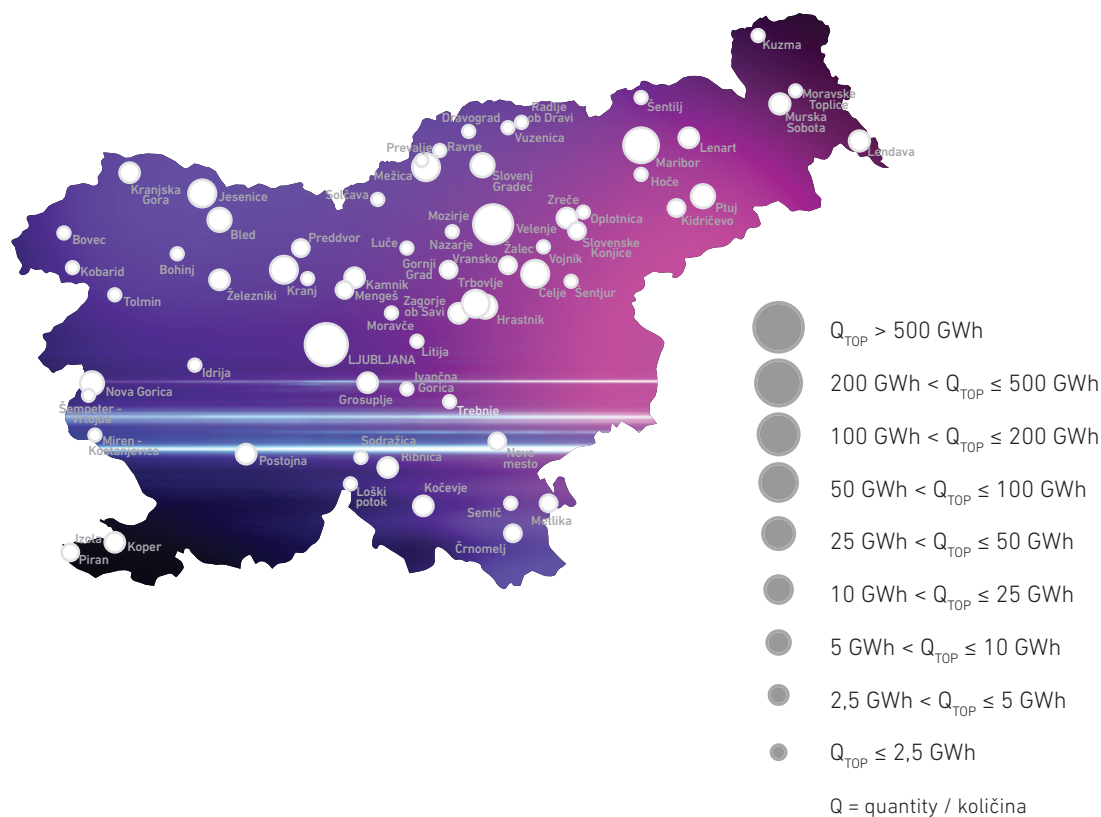 Kuzma
Moravske
Toplice
Murska
Sobota
Lendava
Šentilj
Radlje
ob Dravi
Dravograd
Vuzenica
Lenart
Maribor
Prevalje
Ravne
Mežica
Slovenj
Gradec
Hoče
Kranjska
Gora
Jesenice
Solčava
Zreče
Oplotnica
Ptuj
Kidričevo
Mozirje
Velenje
Bled
Bovec
Preddvor
Luče
Nazarje
Slovenske
Konjice
Žalec
Vojnik
Bohinj
Gornji
Grad
Vransko
Kobarid
Železniki
Kranj
Kamnik
Mengeš
Trbovlje
Celje
Šentjur
Tolmin
Zagorje
ob Savi
Hrastnik
Moravče
Litija
LJUBLJANA
Idrija
Ivančna
Gorica
Nova Gorica
Grosuplje
Šempeter -
Vrtojba
Trebnje
Miren -
Kostanjevica
Sodražica
Postojna
Ribnica
Novo
mesto
Loški
potok
Kočevje
Semič
Metlika
Izola
Koper
Piran
Črnomelj
Q TOP > 500 GWh
200 GWh < Q TOP ≤ 500 GWh
100 GWh < Q TOP ≤ 200 GWh
50 GWh < Q TOP ≤ 100 GWh
25 GWh < Q TOP ≤ 50 GWh
10 GWh < Q TOP ≤ 25 GWh
5 GWh < Q TOP ≤ 10 GWh
2,5 GWh < Q TOP ≤ 5 GWh
Q TOP ≤ 2,5 GWh
Q = quantity / količina